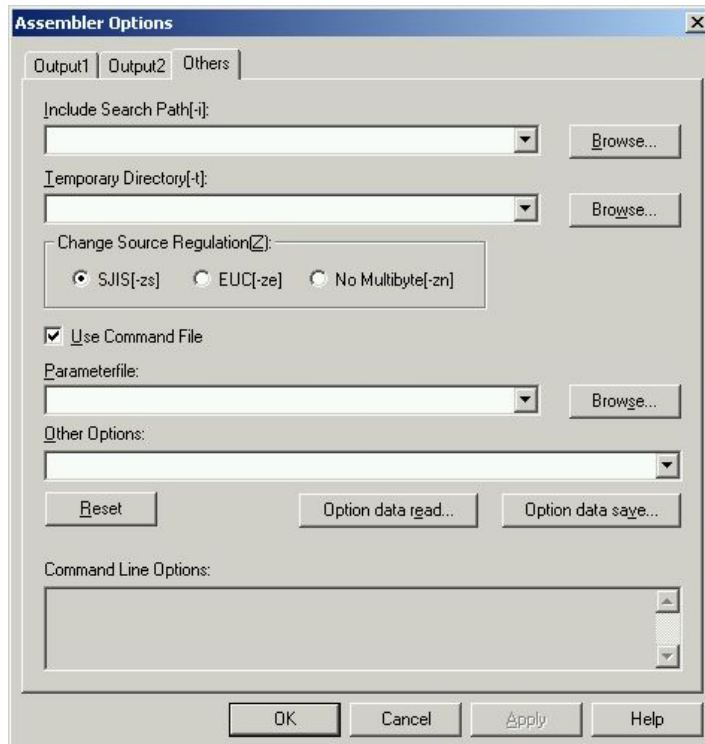 Assembler Options
Output1 Output2 Others
Include Search Path[-i]:
Browse...
Temporary Directory[-t]:
Browse...
Change Source Regulation(Z):
SJIS[-zs] EUC[-ze] No Multibyte[-zn]
Use Command File
Parameterfile:
Browse...
Other Options:
Reset Option data read... Option data save...
Command Line Options:
OK Cancel Apply Help